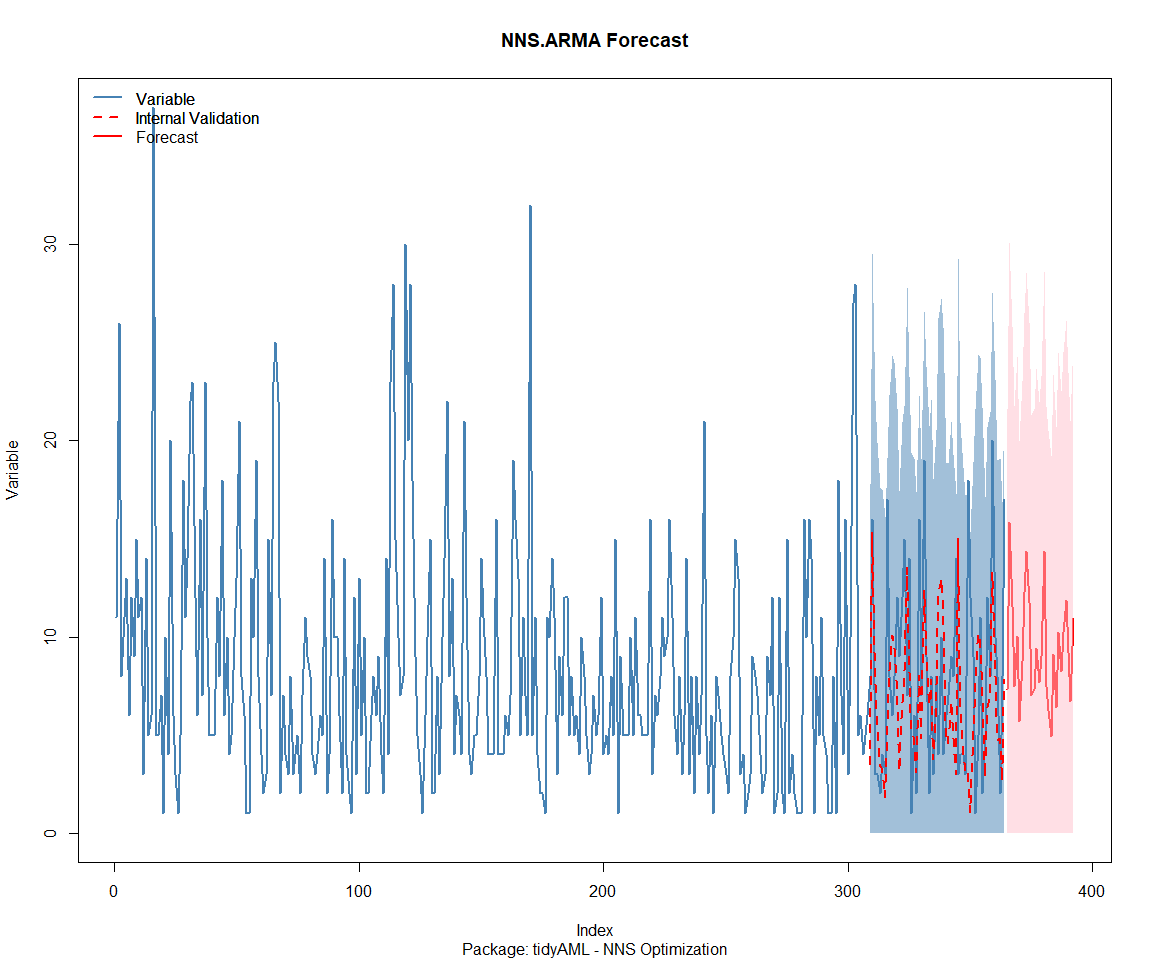 NNS.ARMA Forecast
Variable
Internal Validation
Forecast
Variable
30
20
10
0
0
100
200
300
400
Index
Package: tidyAML - NNS Optimization